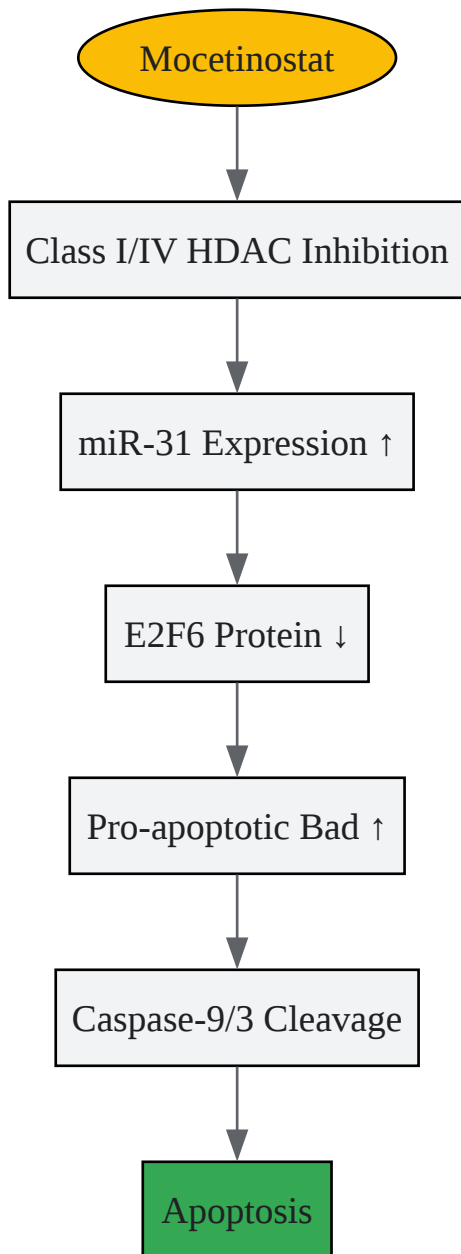 Mocetinostat
Class I/IV HDAC Inhibition
miR-31 Expression ↑
E2F6 Protein ↓
Pro-apoptotic Bad ↑
Caspase-9/3 Cleavage
Apoptosis